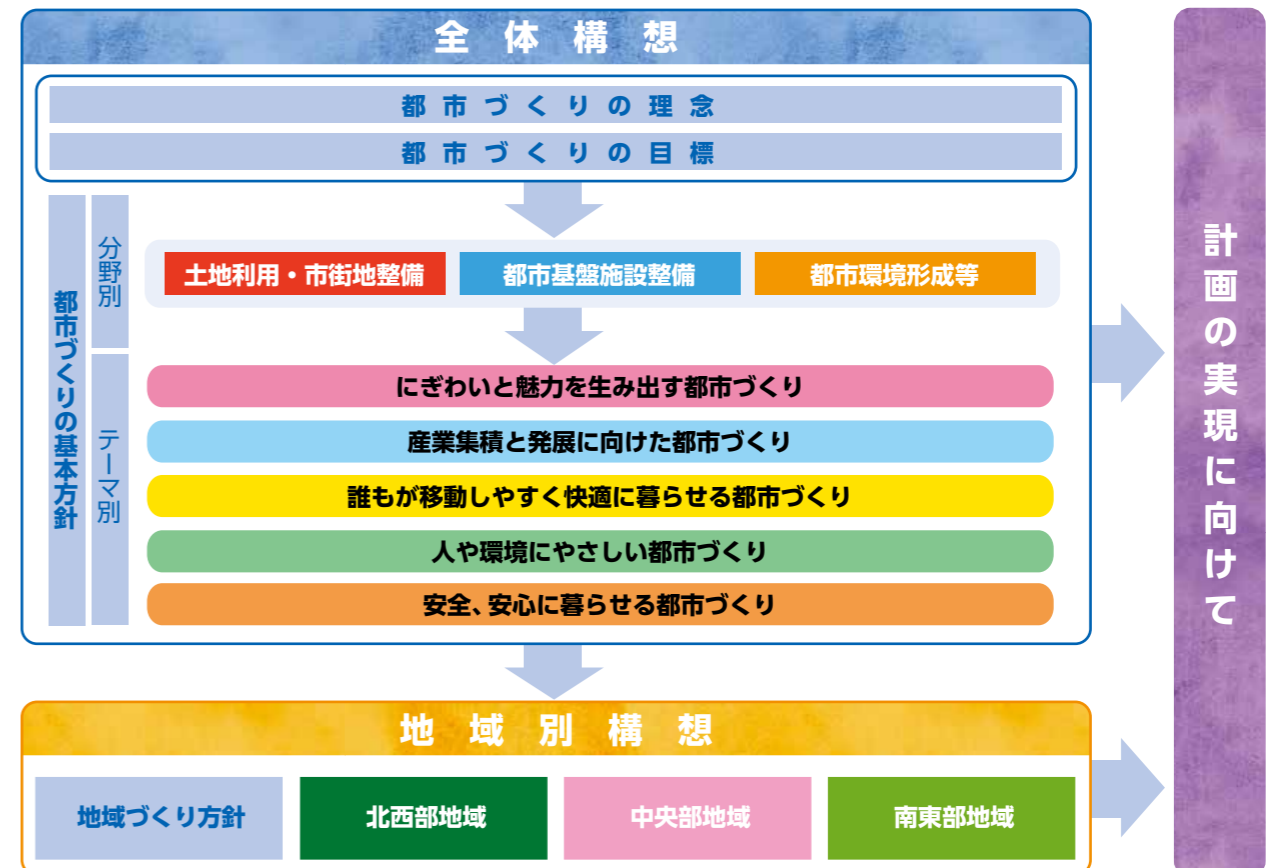 全体構想
都市づくりの理念
都市づくりの目標
都市づくりの基本方針
分野別
土地利用・市街地整備
都市基盤施設整備
都市環境形成等
テーマ別
にぎわいと魅力を生み出す都市づくり
産業集積と発展に向けた都市づくり
誰もが移動しやすく快適に暮らせる都市づくり
人や環境にやさしい都市づくり
安全、安心に暮らせる都市づくり
地域別構想
地域づくり方針
北西部地域
中央部地域
南東部地域
計画の実現に向けて